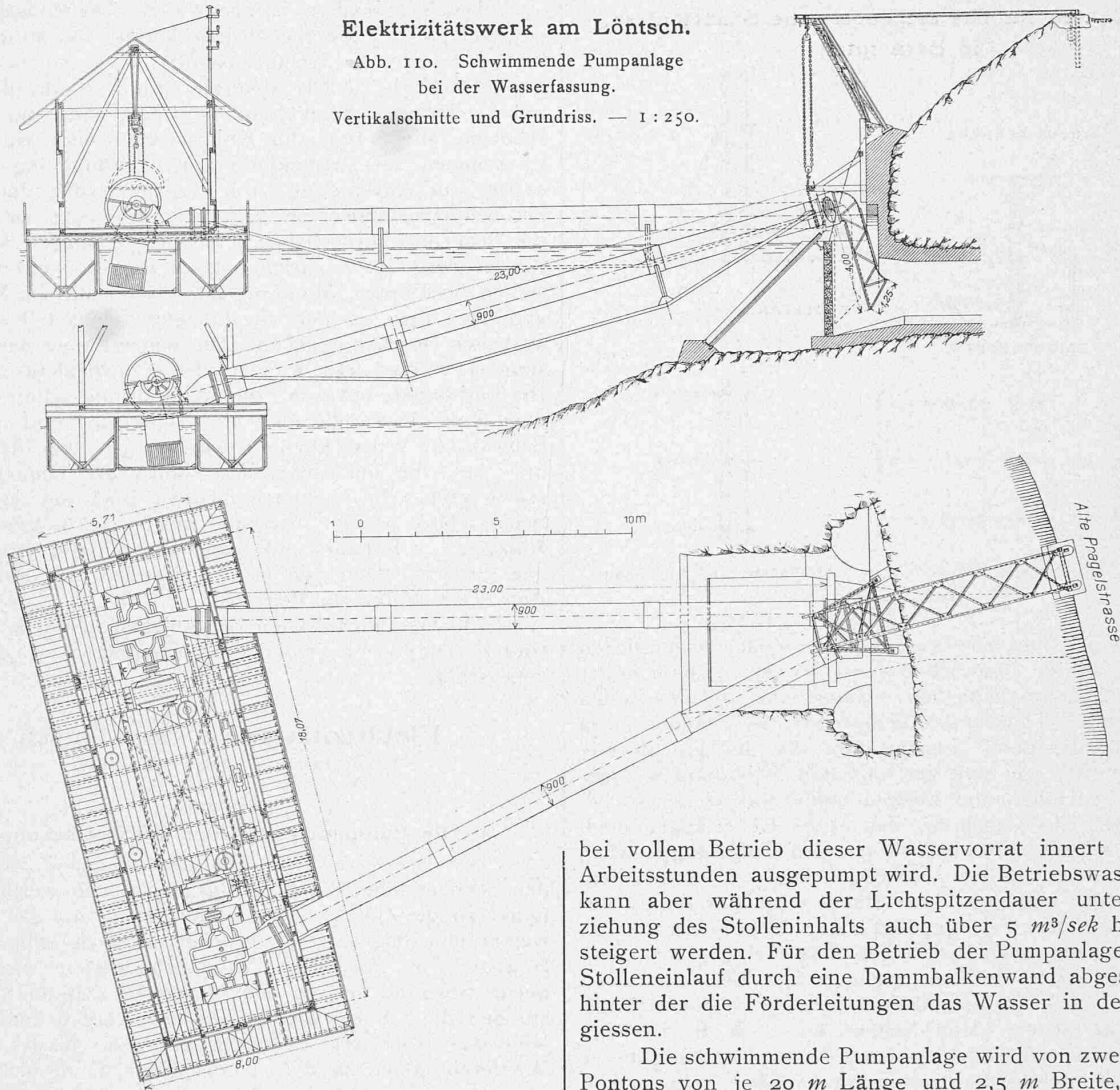 Elektrizitätswerk am Löntsch.
Abb. 110. Schwimmende Pumpanlage
bei der Wasserfassung.
Vertikalschnitte und Grundriss. — 1 : 250.
23,00
900
4,00
1,25
1 0 5 10m
5,71
23,00
900
Alte Pragelstrasse
18,07
900
8,00
bei vollem Betrieb dieser Wasservorrat innert
Arbeitsstunden ausgepumpt wird. Die Betriebswas
kann aber während der Lichtspitzendauer unte
ziehung des Stolleninhalts auch über 5 m³/sek h
steigert werden. Für den Betrieb der Pumpanlage
Stolleneinlauf durch eine Dammbalkenwand abges
hinter der die Förderleitungen das Wasser in de
giessen.
Die schwimmende Pumpanlage wird von zwe
Pontons von je 20 m Länge und 2,5 m Breite